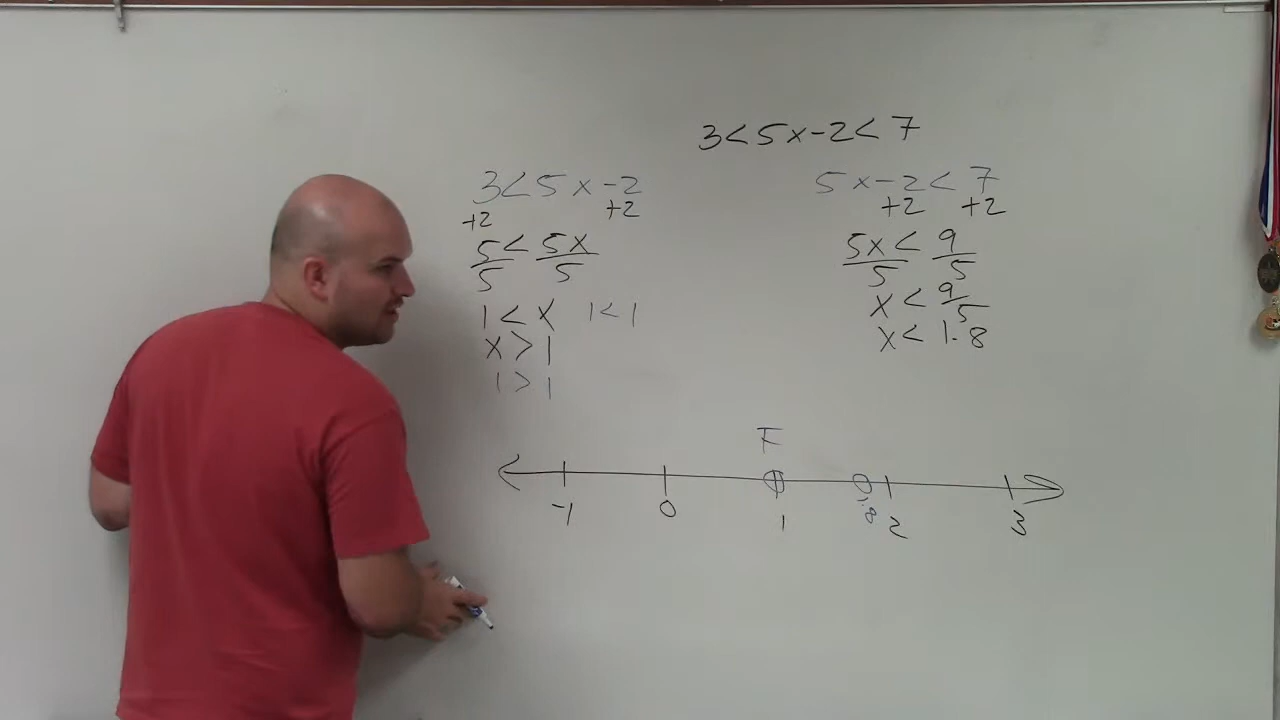 3 < 5x - 2 < 7
3 < 5x - 2
+2 +2
5 < 5x
5 5
1 < x 1 < 1
x > 1
1 > 1
5x - 2 < 7
+2 +2
5x < 9
5 5
x < 9/5
x < 1.8
F
-1 0 1 1.8 2 3